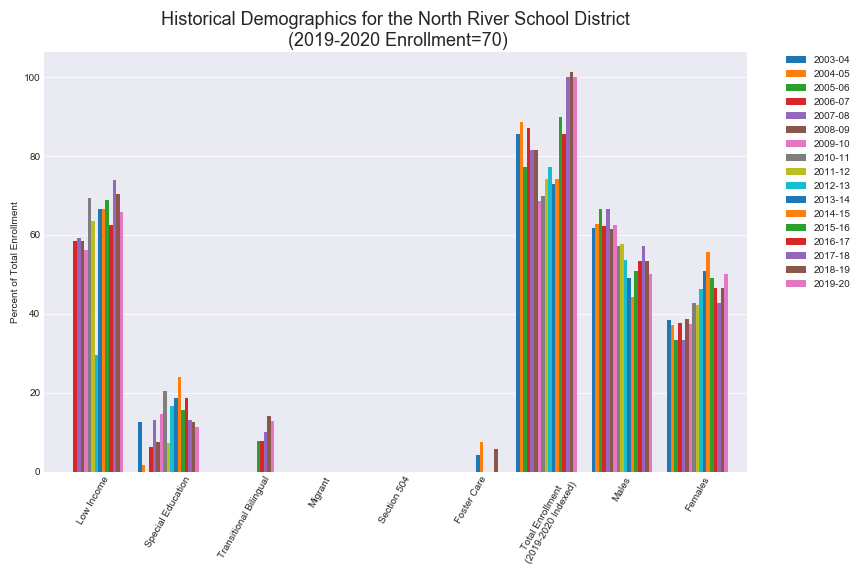 Historical Demographics for the North River School District
(2019-2020 Enrollment=70)
Percent of Total Enrollment
100
80
60
40
20
0
Low Income
Special Education
Transitional Bilingual
Migrant
Section 504
Foster Care
Total Enrollment
(2019-2020 Indexed)
Males
Females
2003-04
2004-05
2005-06
2006-07
2007-08
2008-09
2009-10
2010-11
2011-12
2012-13
2013-14
2014-15
2015-16
2016-17
2017-18
2018-19
2019-20